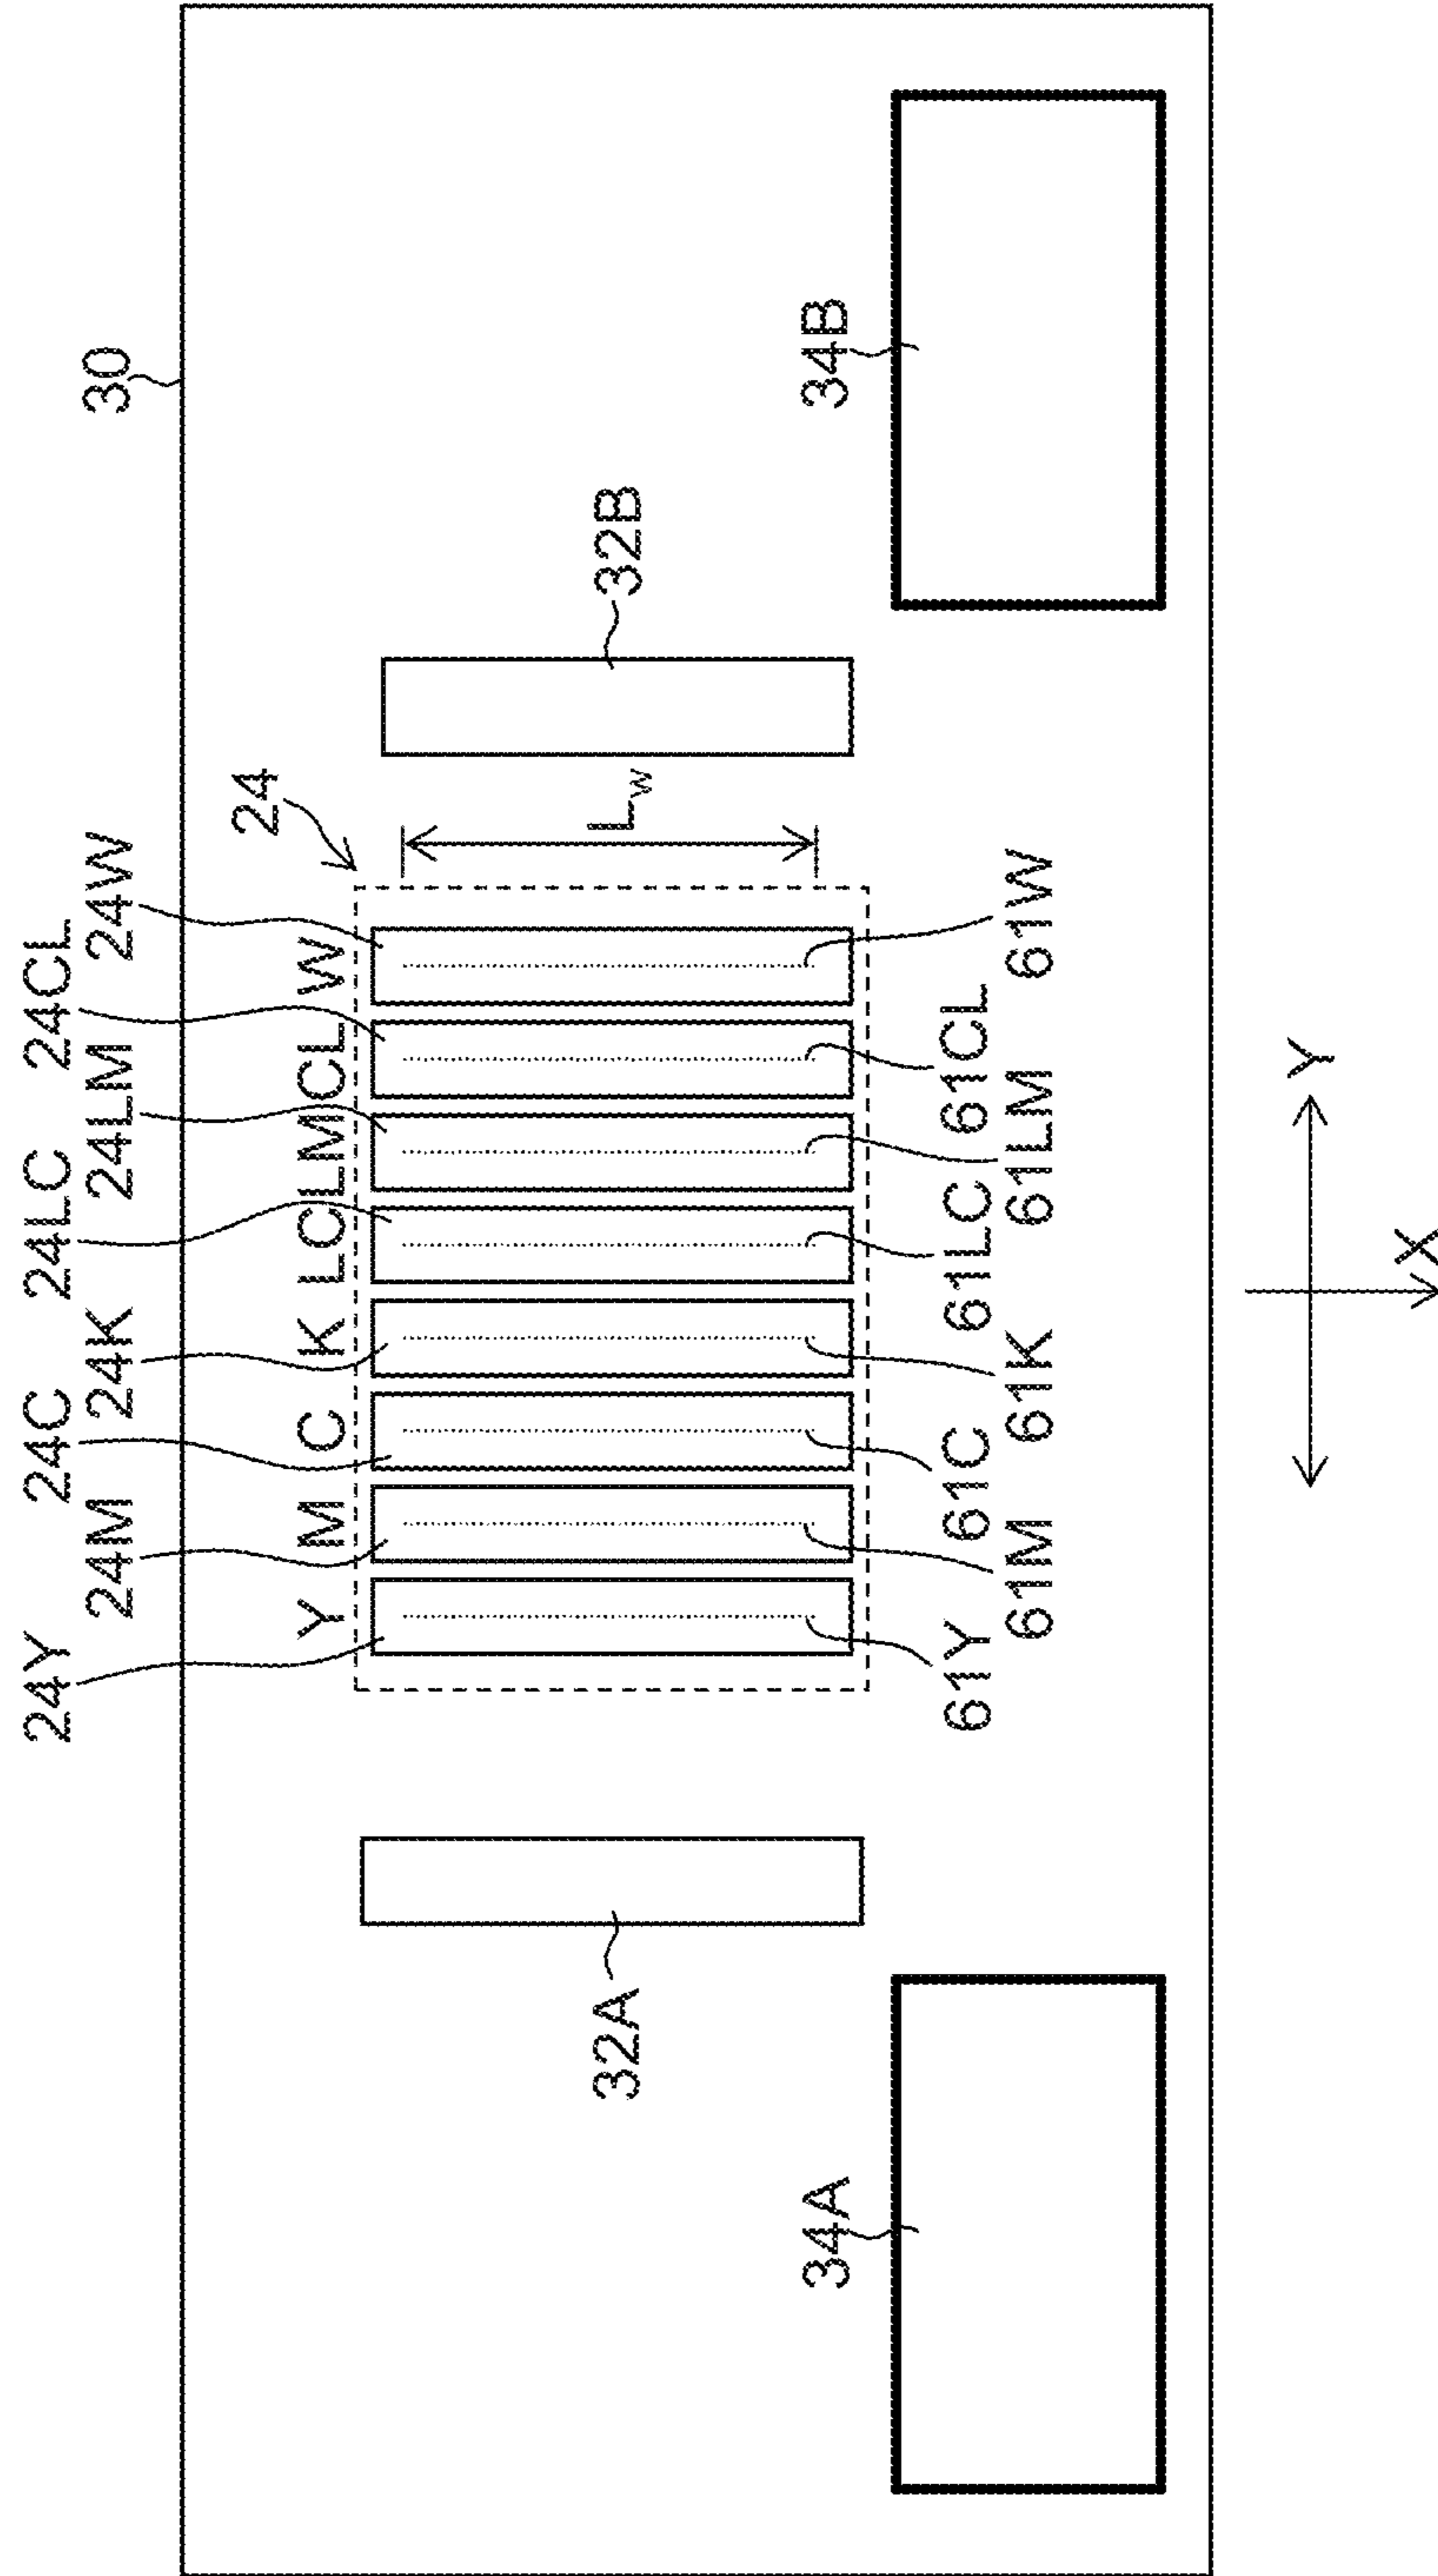 24Y 24C 24LC 24CL
24M 24K 24LM 24W
30
24
Y M C K LC LM CL W
32A
L_w
32B
34A
34B
61Y 61C 61LC 61CL
61M 61K 61LM 61W
Y
X